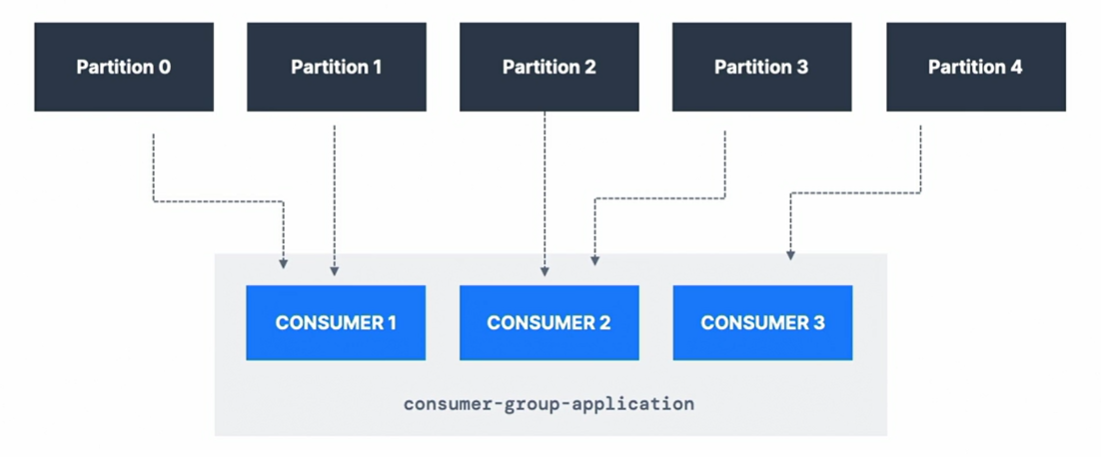 Partition 0
Partition 1
Partition 2
Partition 3
Partition 4
CONSUMER 1
CONSUMER 2
CONSUMER 3
consumer-group-application